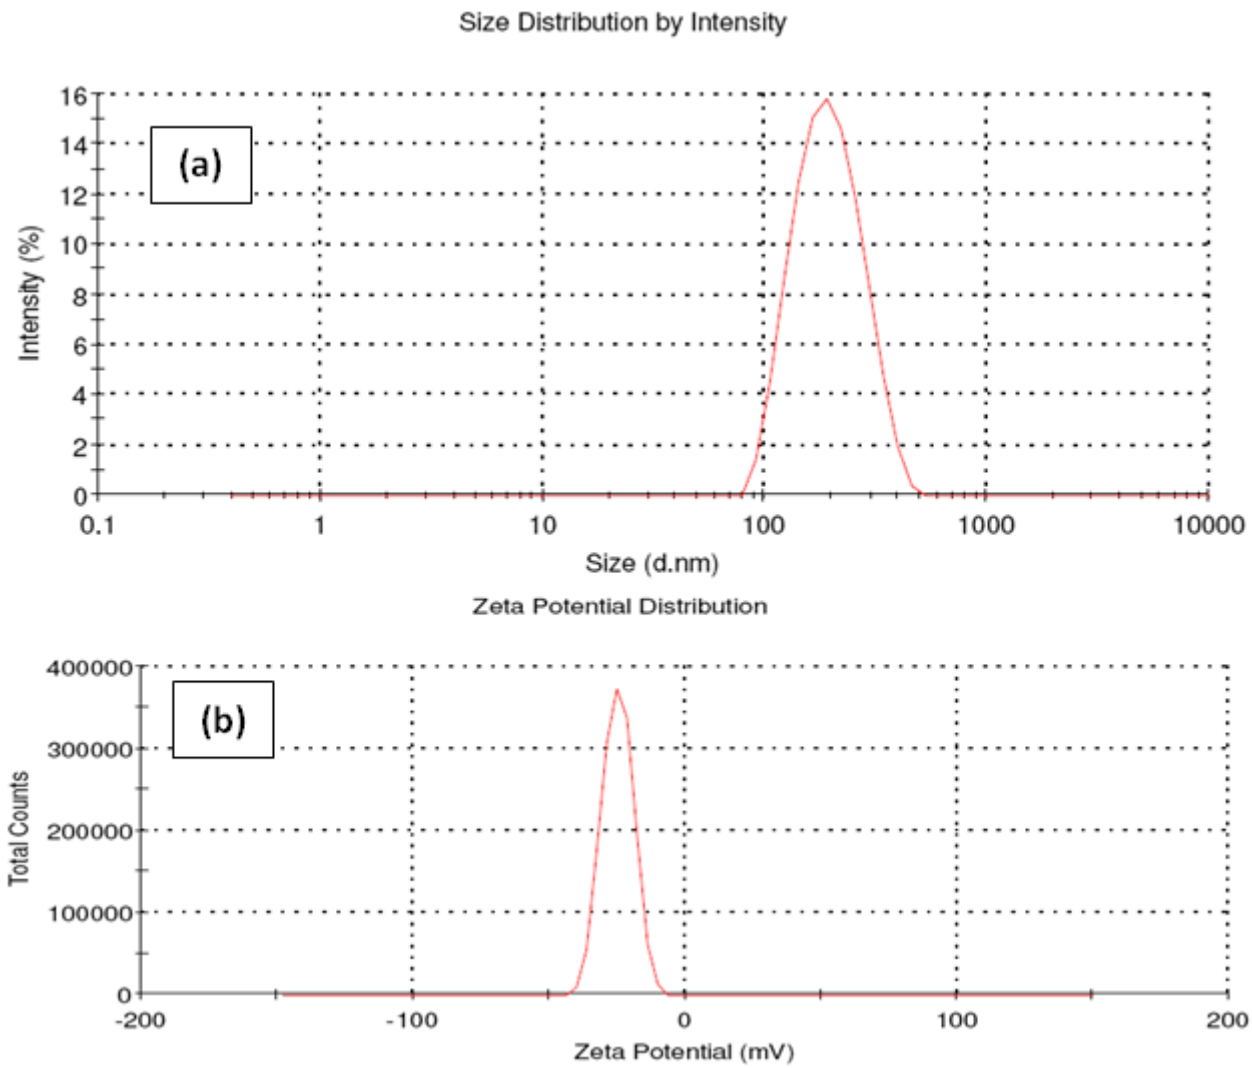 Size Distribution by Intensity
16
14
12
10
8
6
4
2
0
(a)
Intensity (%)
0.1 1 10 100 1000 10000
Size (d.nm)
Zeta Potential Distribution
400000
300000
200000
100000
0
(b)
Total Counts
-200 -100 0 100 200
Zeta Potential (mV)